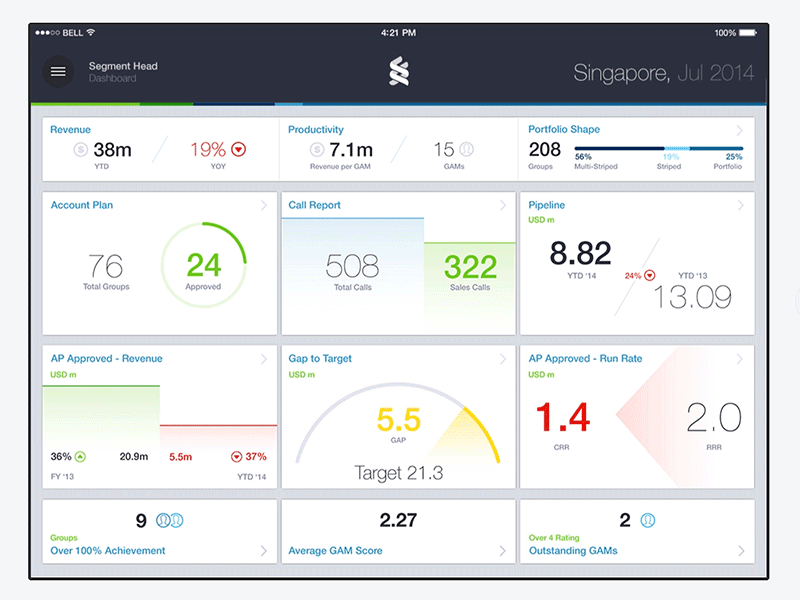 BELL
4:21 PM
100%
Segment Head
Dashboard
Singapore, Jul 2014
Revenue
38m
YTD
19%
YOY
Productivity
7.1m
Revenue per GAM
15
GAMs
Portfolio Shape
208
Groups
56%
Multi-Striped
19%
Striped
25%
Portfolio
Account Plan
76
Total Groups
24
Approved
Call Report
508
Total Calls
322
Sales Calls
Pipeline
USD m
8.82
YTD '14
24%
YTD '13
13.09
AP Approved - Revenue
USD m
36%
20.9m
FY '13
5.5m
37%
YTD '14
Gap to Target
USD m
5.5
GAP
Target 21.3
AP Approved - Run Rate
USD m
1.4
CRR
2.0
RRR
9
Groups
Over 100% Achievement
2.27
Average GAM Score
2
Over 4 Rating
Outstanding GAMs